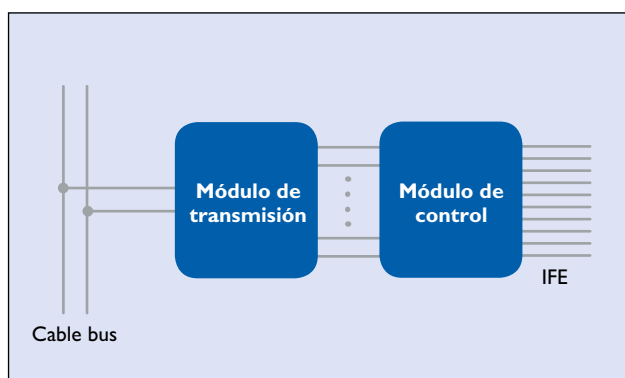 Módulo de
transmisión
Módulo de
control
IFE
Cable bus